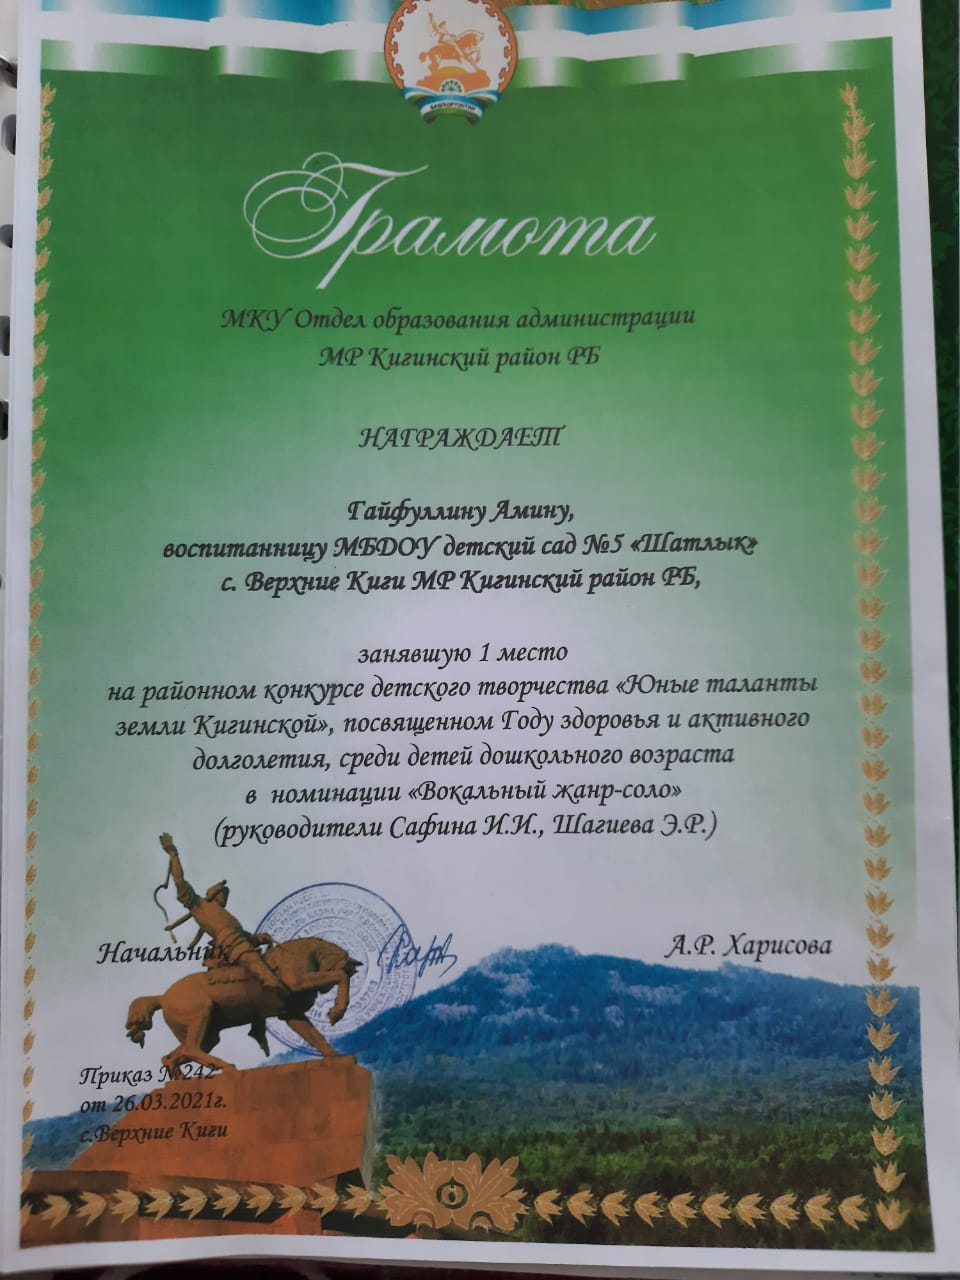 БАШКОРТОСТАН
Грамота
МКУ Отдел образования администрации
МР Кигинский район РБ
НАГРАЖДАЕТ
Гайфуллину Амину,
воспитанницу МБДОУ детский сад №5 «Шатлык»
с. Верхние Киги МР Кигинский район РБ,
занявшую 1 место
на районном конкурсе детского творчества «Юные таланты
земли Кигинской», посвященном Году здоровья и активного
долголетия, среди детей дошкольного возраста
в номинации «Вокальный жанр-соло»
(руководители Сафина И.И., Шагиева Э.Р.)
Начальник
А.Р. Харисова
Приказ №242
от 26.03.2021г.
с.Верхние Киги